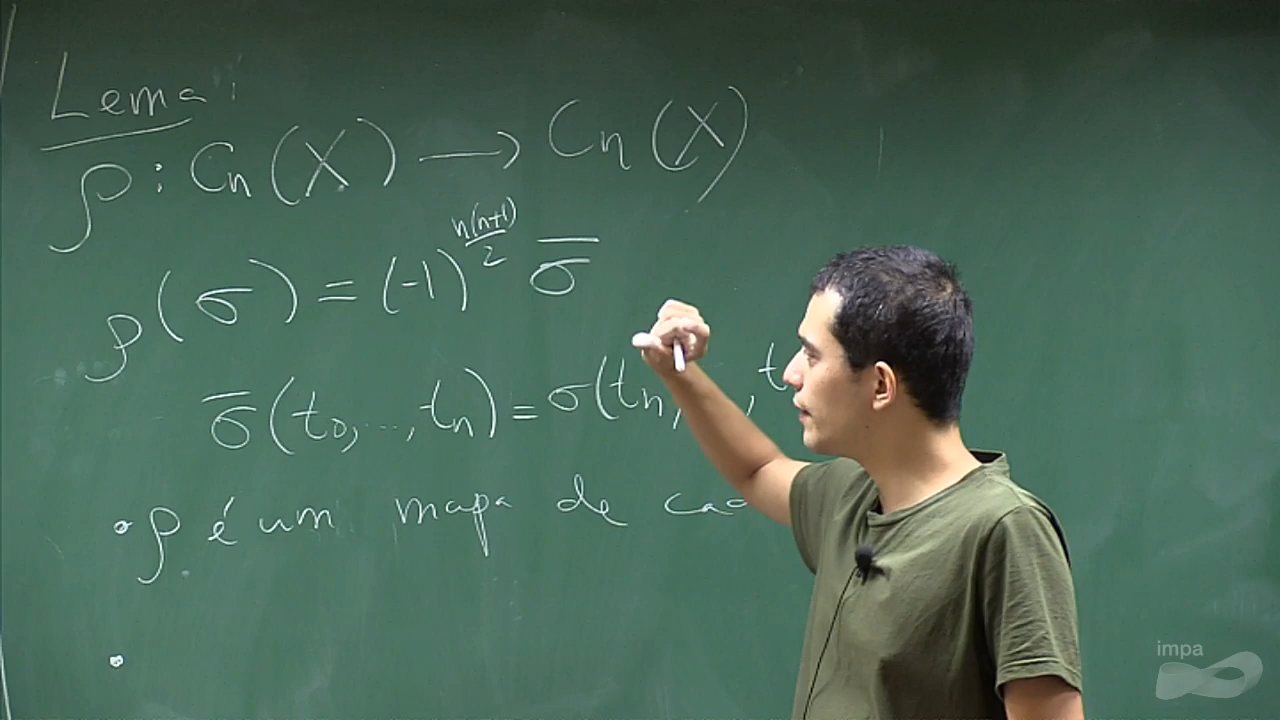 Lema:
ρ: Cn(X) → Cn(X)
ρ(σ) = (-1)^{n(n+1)/2} σ̅
σ̅(t₀,...,tₙ) = σ(tₙ, , t
• ρ é um mapa de
•
impa